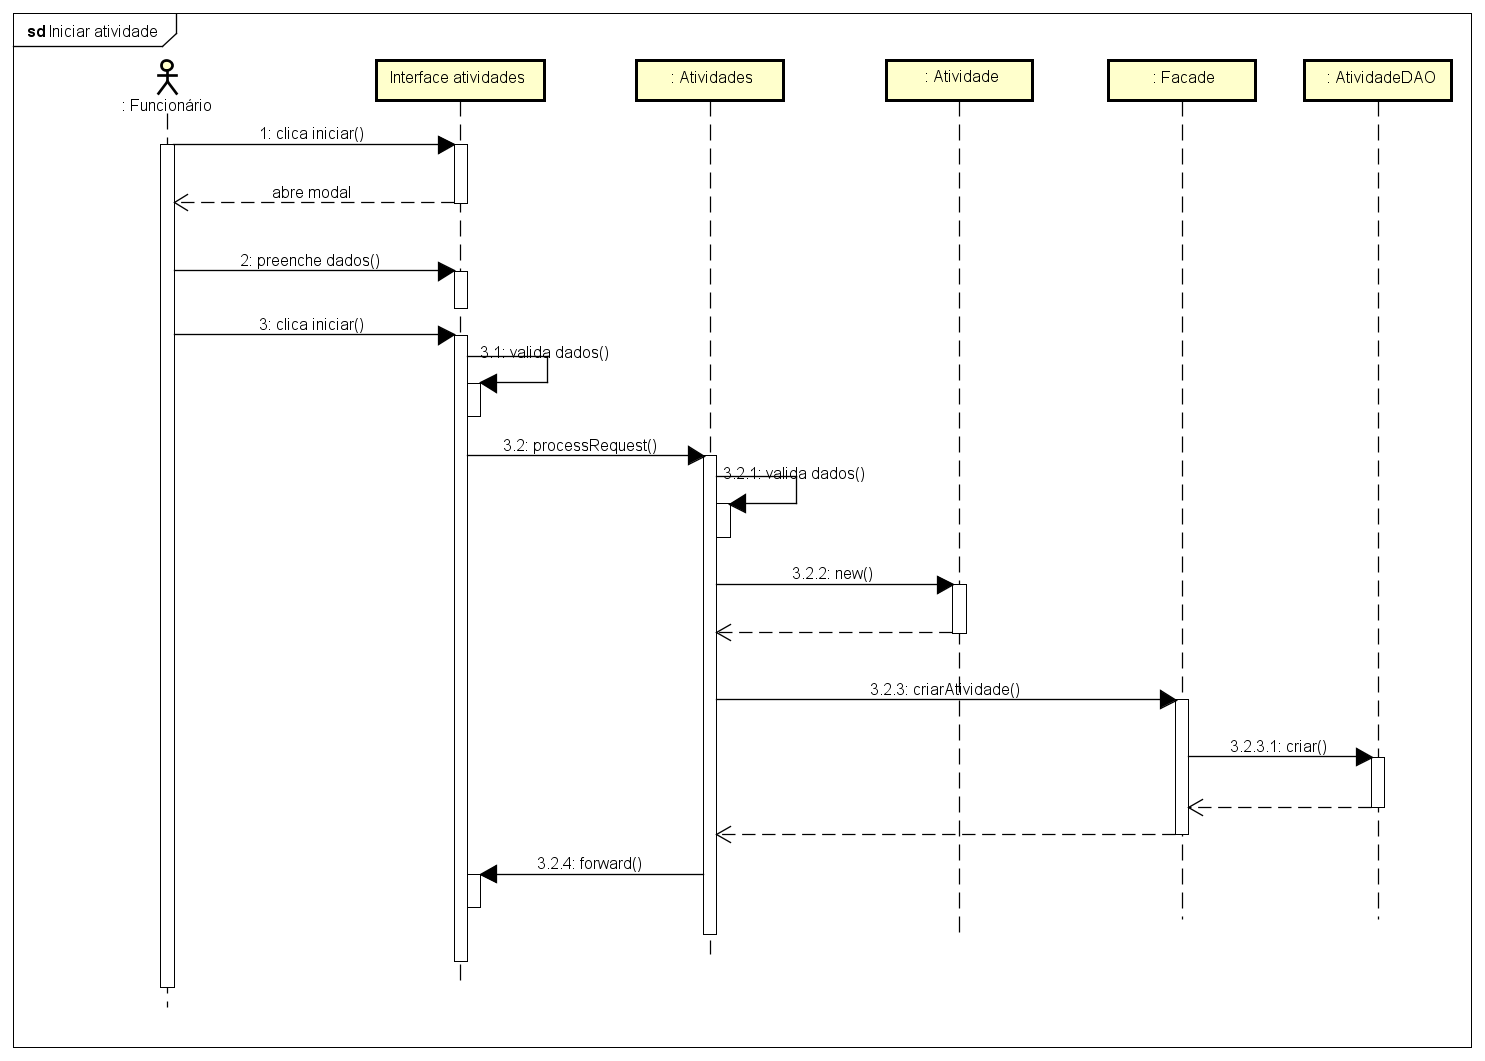 sd Iniciar atividade
: Funcionário
Interface atividades
: Atividades
: Atividade
: Facade
: AtividadeDAO
1: clica iniciar()
abre modal
2: preenche dados()
3: clica iniciar()
3.1: valida dados()
3.2: processRequest()
3.2.1: valida dados()
3.2.2: new()
3.2.3: criarAtividade()
3.2.3.1: criar()
3.2.4: forward()